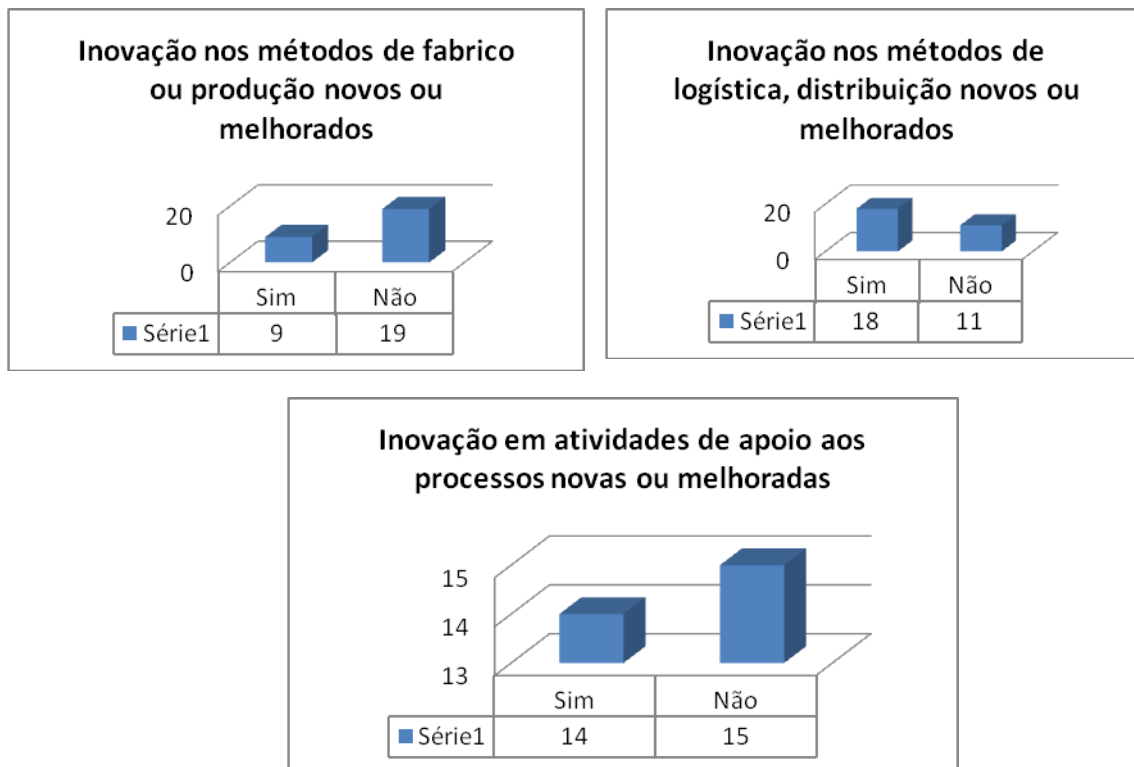 Inovação nos métodos de fabrico
ou produção novos ou
melhorados
20
0
Sim Não
Série1 9 19
Inovação nos métodos de
logística, distribuição novos ou
melhorados
20
0
Sim Não
Série1 18 11
Inovação em atividades de apoio aos
processos novas ou melhoradas
15
14
13
Sim Não
Série1 14 15